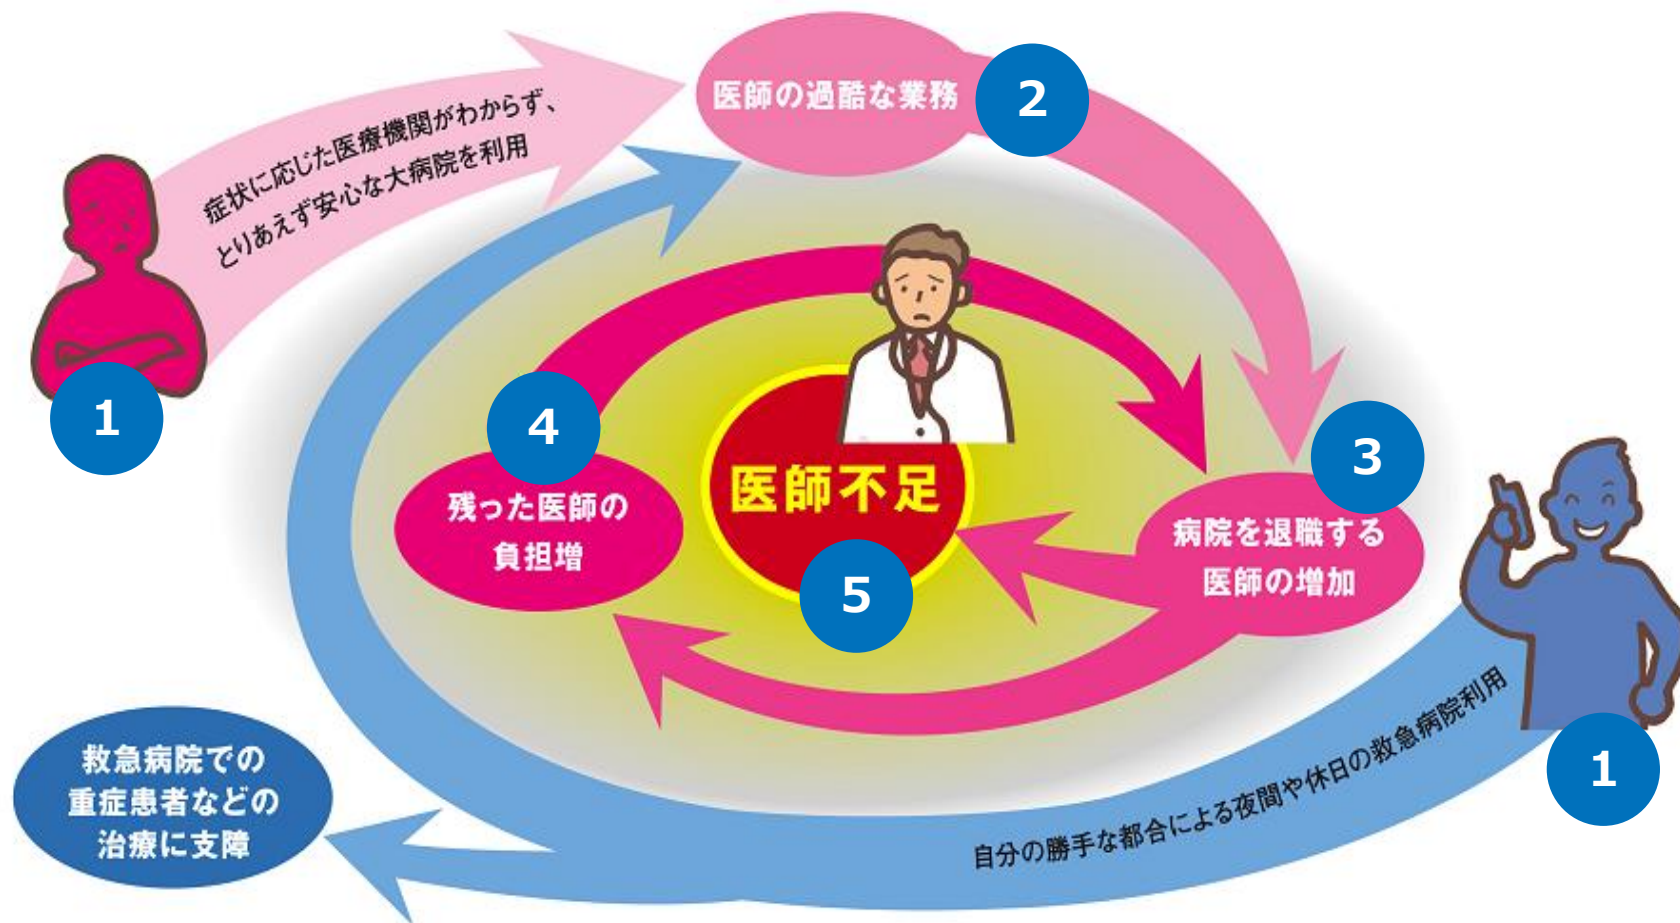 症状に応じた医療機関がわからず、
とりあえず安心な大病院を利用
1
医師の過酷な業務
2
病院を退職する
医師の増加
3
残った医師の
負担増
4
医師不足
5
自分の勝手な都合による夜間や休日の救急病院利用
1
救急病院での
重症患者などの
治療に支障